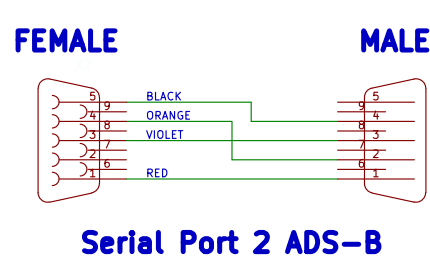 FEMALE MALE
5 BLACK 5
9 9
4 ORANGE 4
8 8
3 VIOLET 3
7 7
2 2
6 6
1 RED 1
Serial Port 2 ADS-B